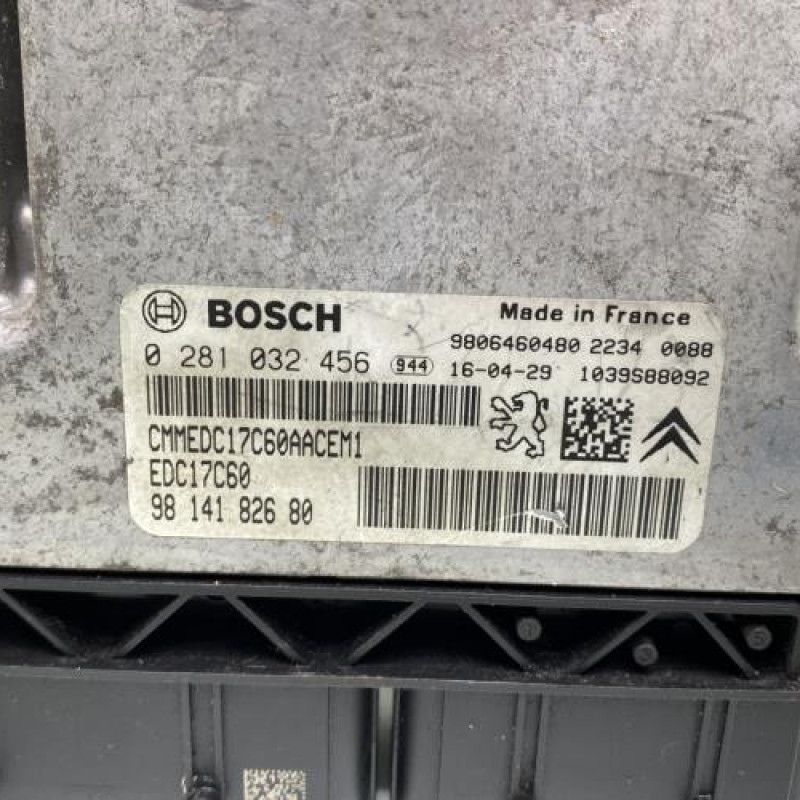 BOSCH
Made in France
0 281 032 456 944 16-04-29 1039S88092
9806460480 2234 0088
CMMEDC17C60AACEM1
EDC17C60
98 141 826 80